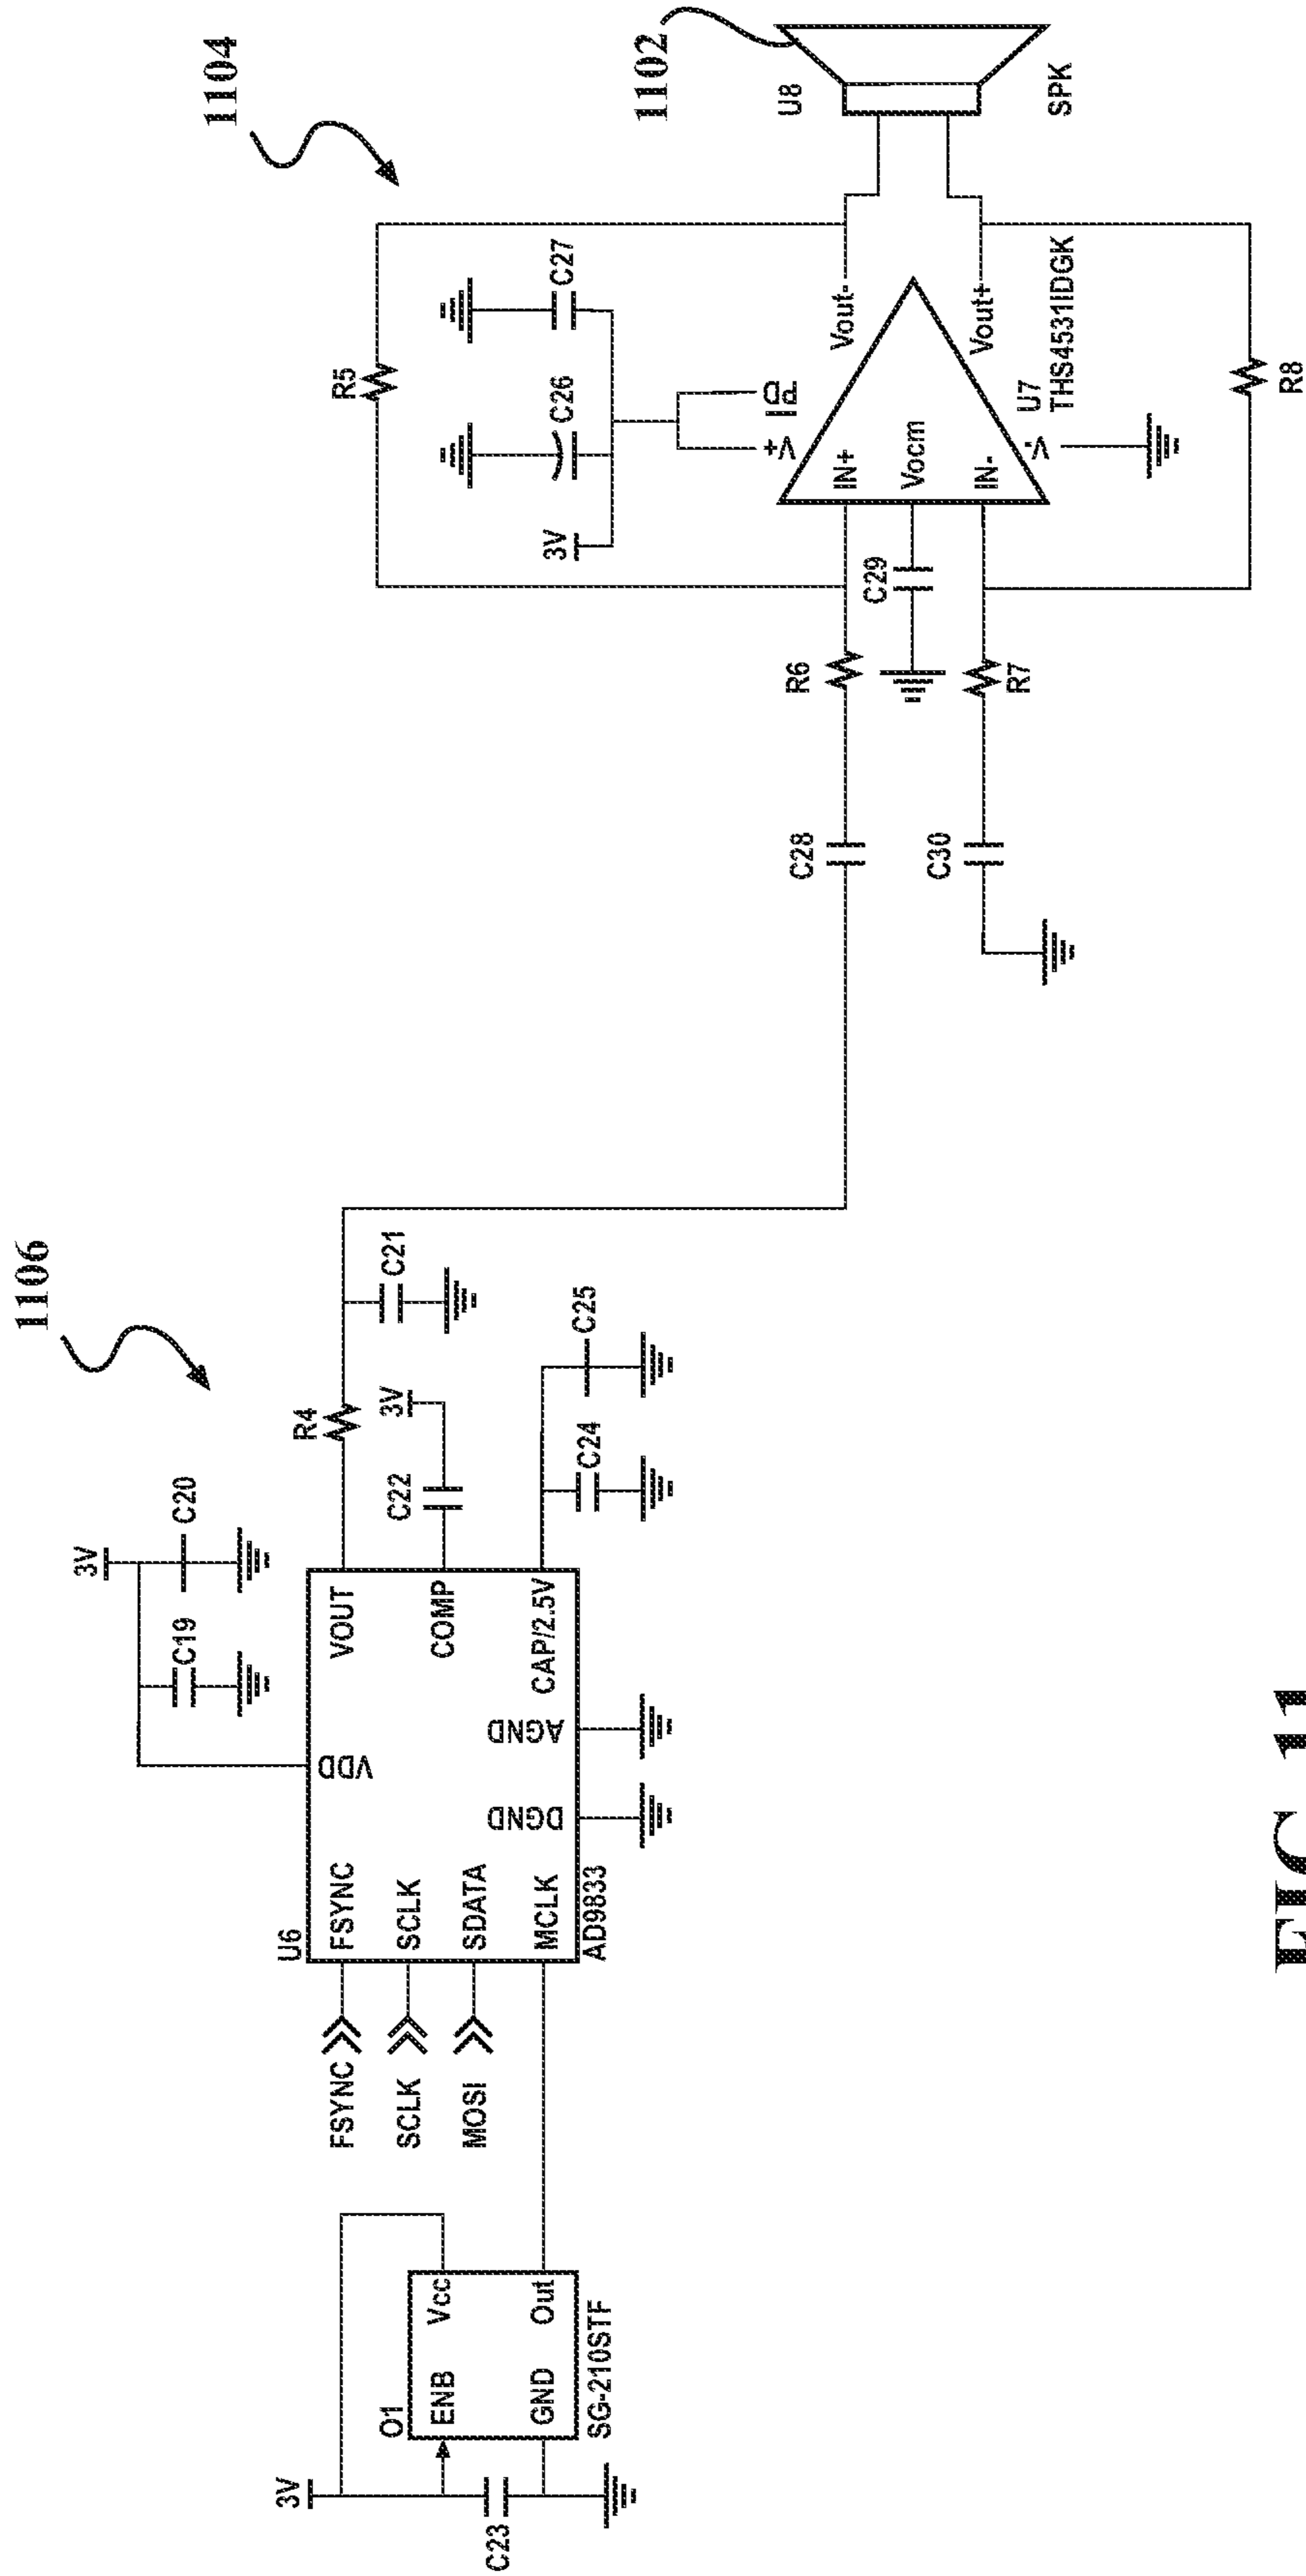 1106
1104
1102
3V
C19
C20
VDD
U6
FSYNC
SCLK
MOSI
FSYNC
SCLK
SDATA
MCLK
DGND
AGND
VOUT
COMP
CAP/2.5V
AD9833
R4
C21
C22
3V
C24
C25
3V
O1
ENB
Vcc
GND
Out
SG-210STF
C23
R5
3V
C26
C27
V+
PD
IN+
Vocm
IN-
V-
Vout-
Vout+
U7
THS4531IDGK
U8
SPK
C28
R6
C29
C30
R7
R8
FIG. 11